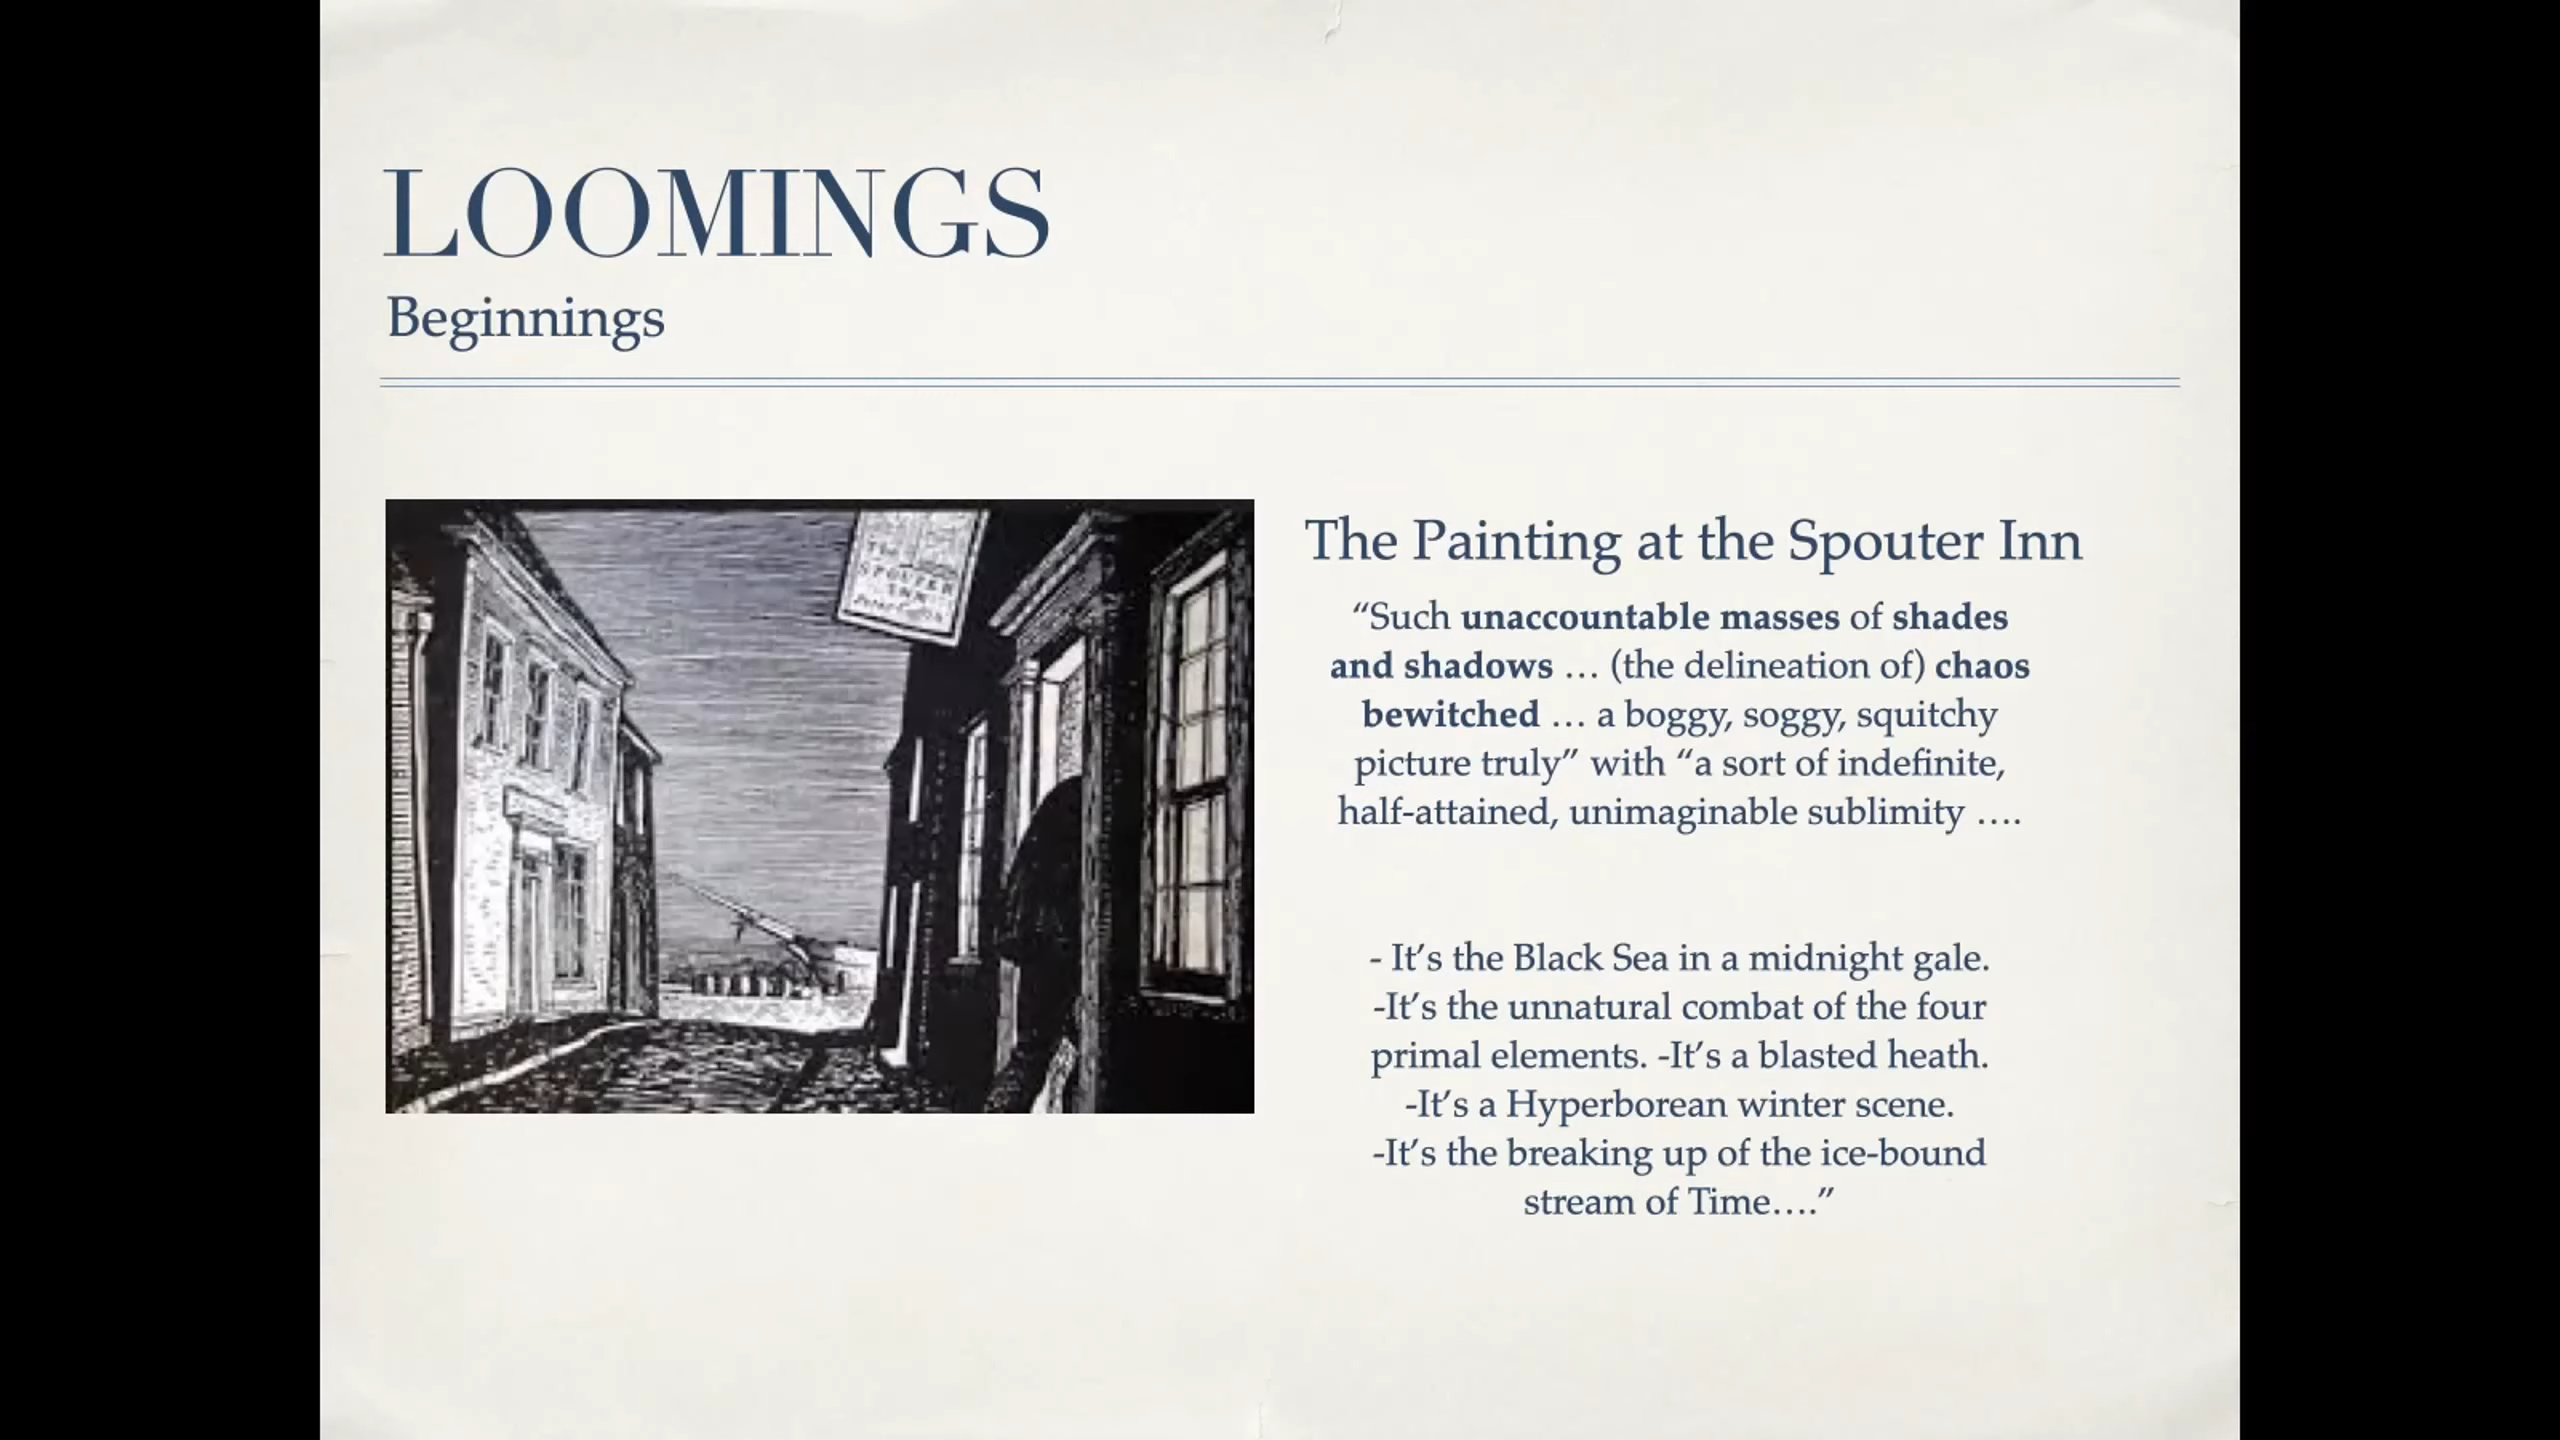 LOOMINGS
Beginnings
The
SPOUTER
INN
The Painting at the Spouter Inn
“Such unaccountable masses of shades
and shadows … (the delineation of) chaos
bewitched … a boggy, soggy, squitchy
picture truly” with “a sort of indefinite,
half-attained, unimaginable sublimity ….
- It’s the Black Sea in a midnight gale.
-It’s the unnatural combat of the four
primal elements. -It’s a blasted heath.
-It’s a Hyperborean winter scene.
-It’s the breaking up of the ice-bound
stream of Time….”